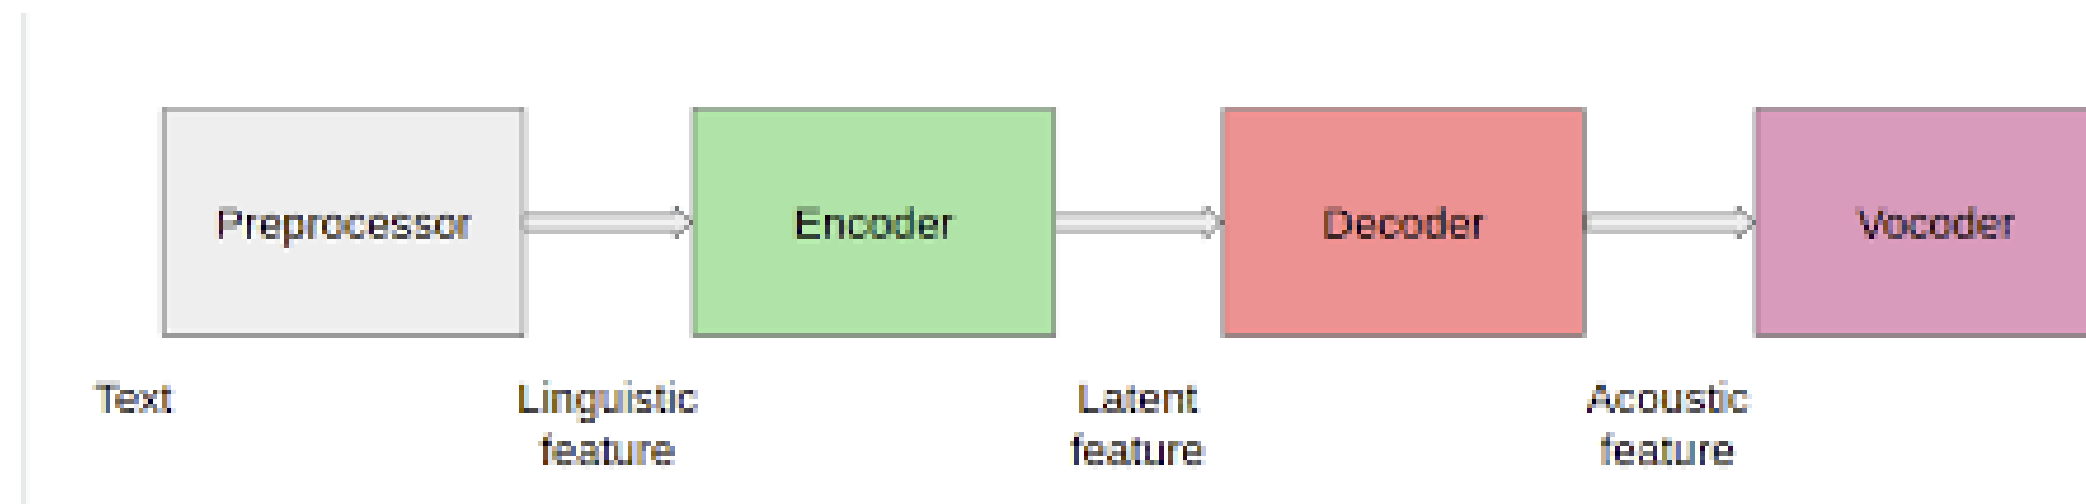 Preprocessor
Encoder
Decoder
Vocoder
Text
Linguistic
feature
Latent
feature
Acoustic
feature